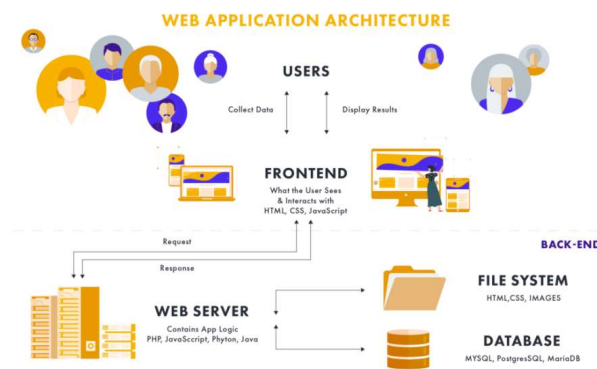 WEB APPLICATION ARCHITECTURE
USERS
Collect Data
Display Results
FRONTEND
What the User Sees
& Interacts with
HTML, CSS, JavaScript
Request
BACK-END
Response
FILE SYSTEM
HTML,CSS, IMAGES
WEB SERVER
Contains App Logic
PHP, JavaSccript, Phyton, Java
DATABASE
MYSQL, PostgresSQL, MariaDB